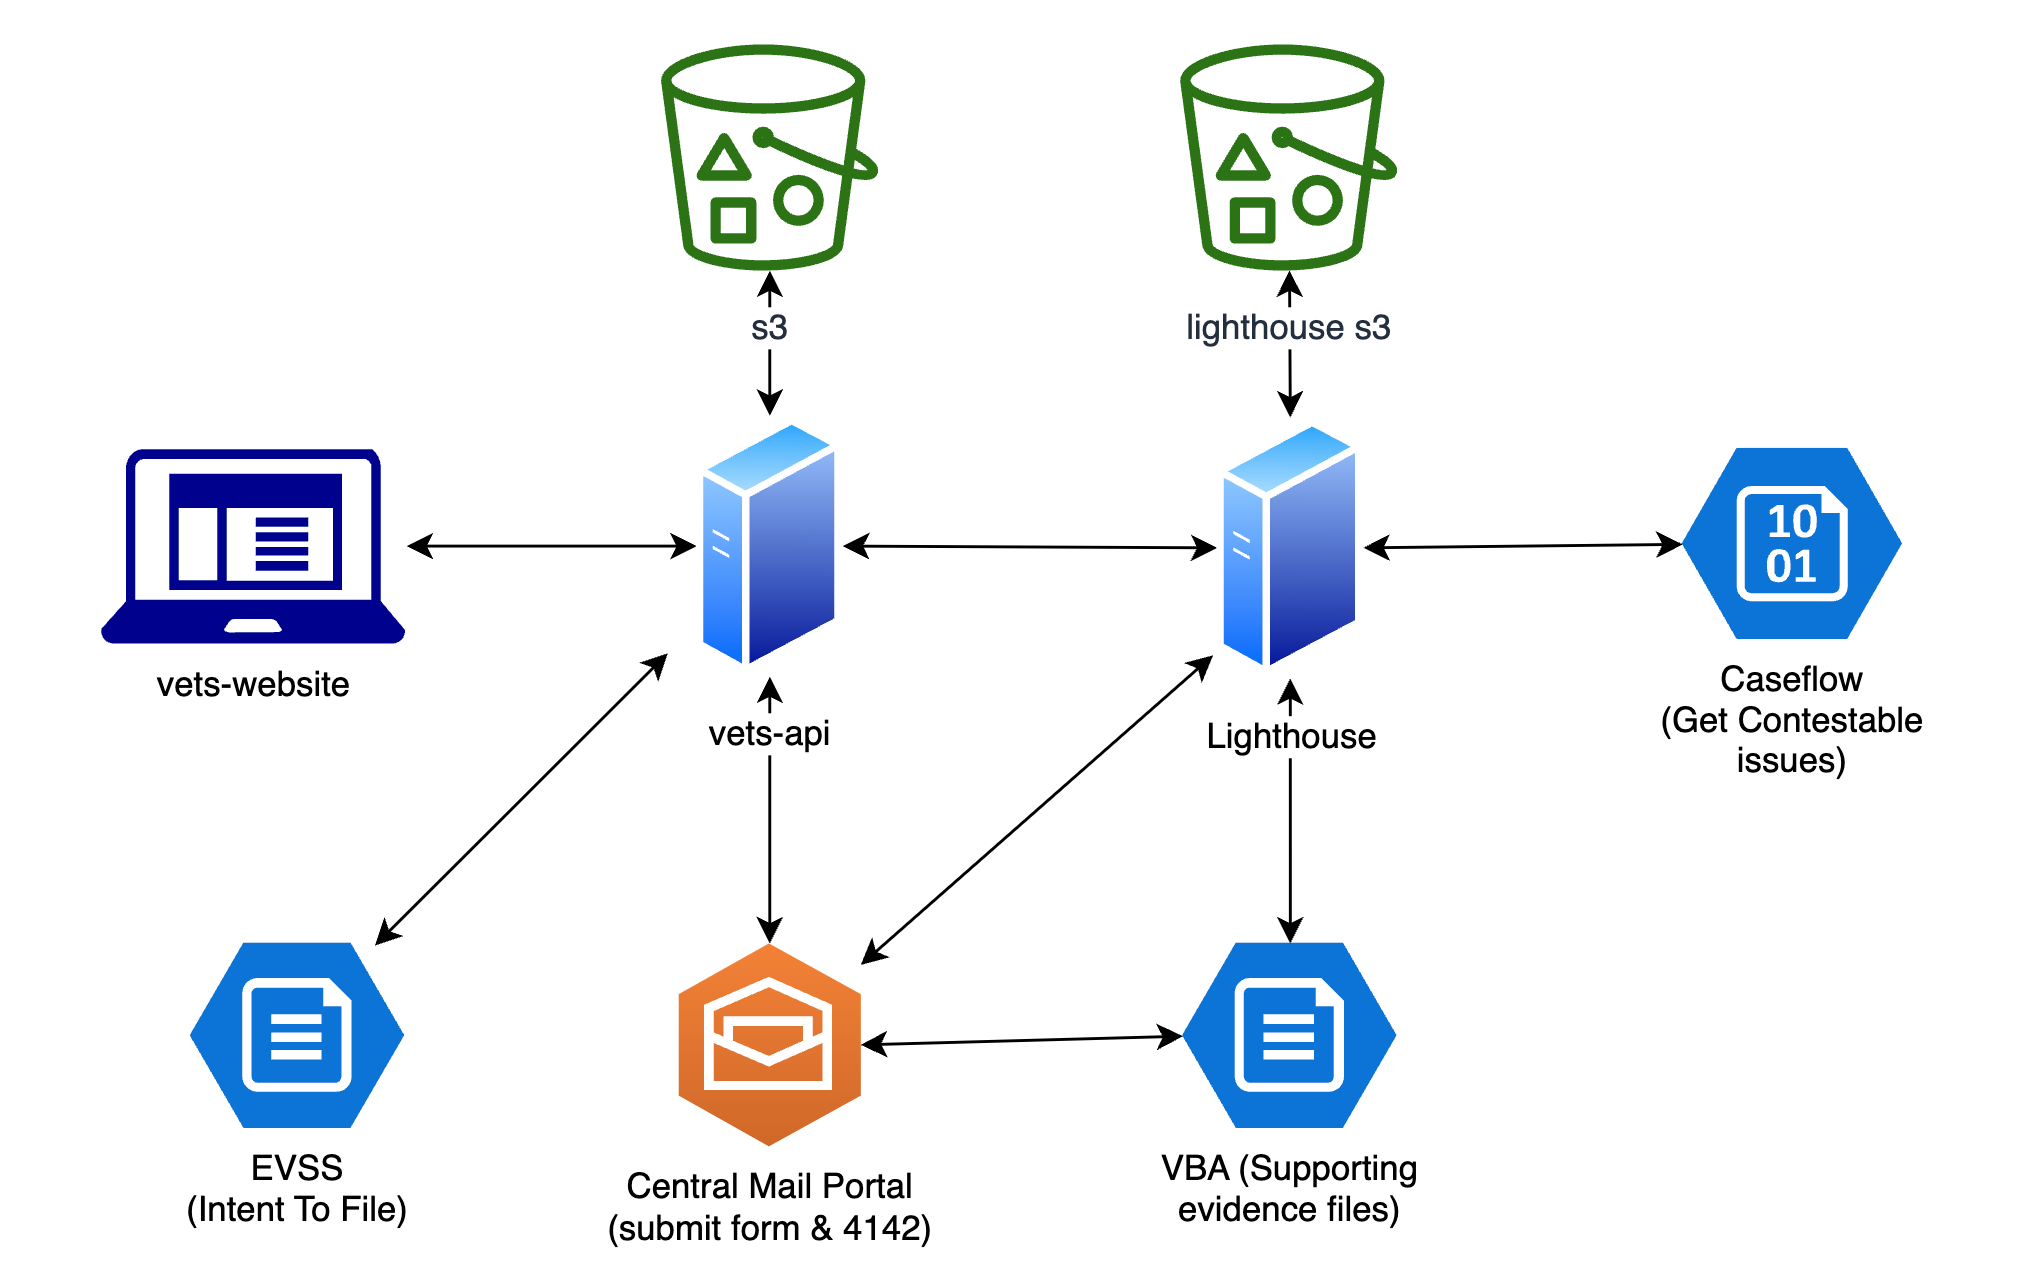 s3
lighthouse s3
10
01
vets-website
vets-api
Lighthouse
Caseflow
(Get Contestable
issues)
EVSS
(Intent To File)
Central Mail Portal
(submit form & 4142)
VBA (Supporting
evidence files)